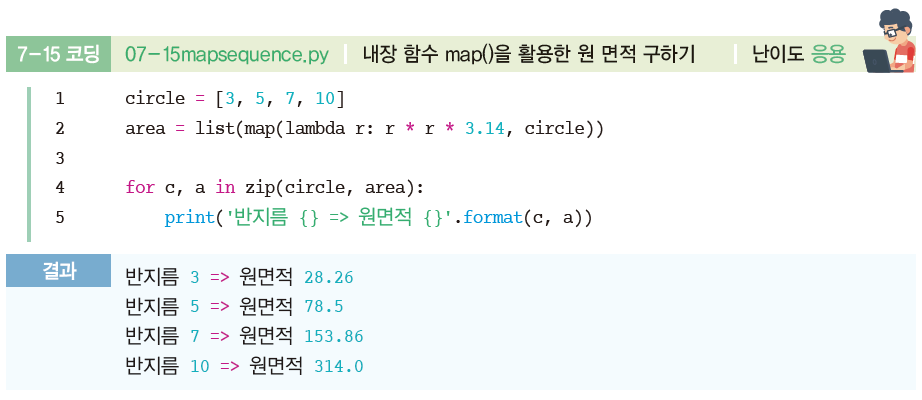 7-15 코딩 07-15mapsequence.py 내장 함수 map()을 활용한 원 면적 구하기 난이도 응용
1 circle = [3, 5, 7, 10]
2 area = list(map(lambda r: r * r * 3.14, circle))
3
4 for c, a in zip(circle, area):
5 print('반지름 {} => 원면적 {}'.format(c, a))
결과
반지름 3 => 원면적 28.26
반지름 5 => 원면적 78.5
반지름 7 => 원면적 153.86
반지름 10 => 원면적 314.0